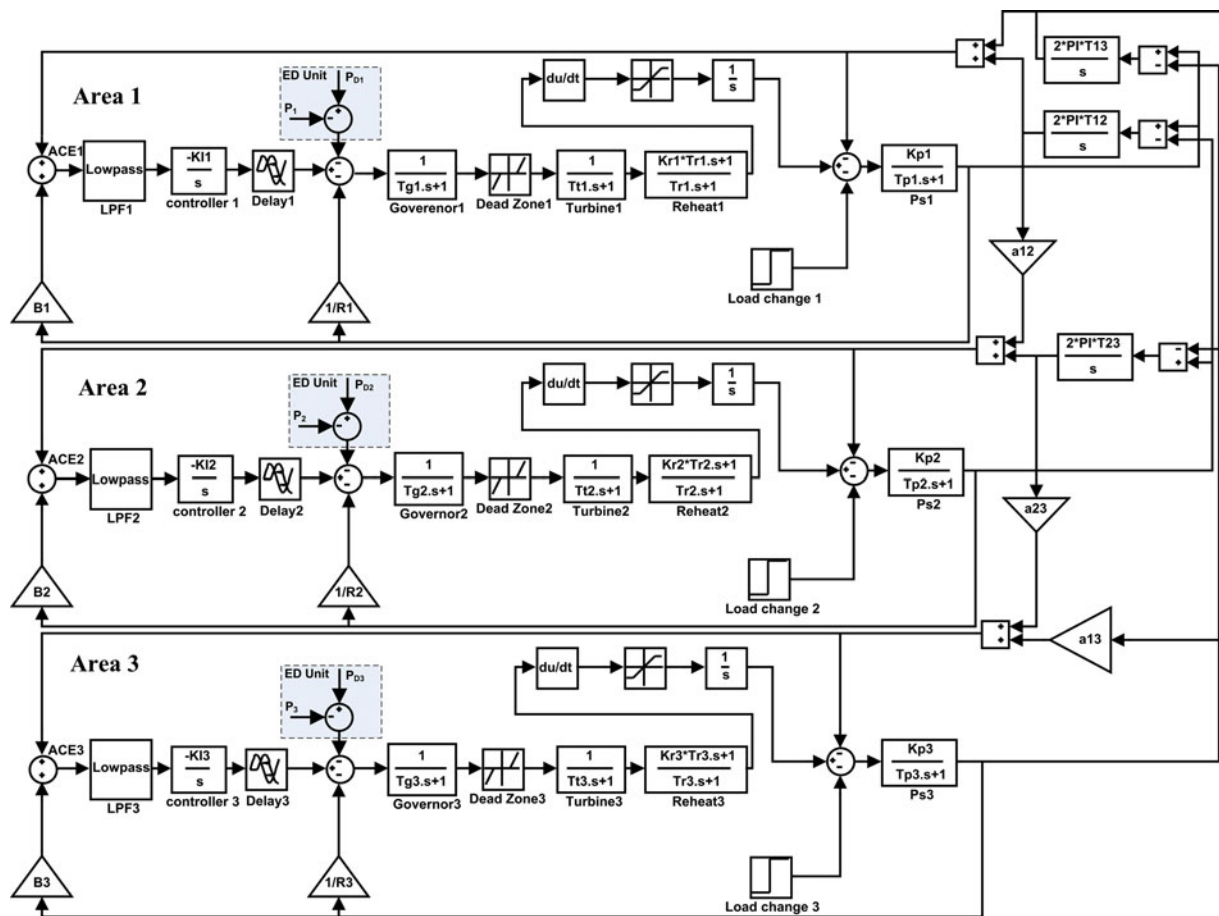 Area 1
ED Unit
PD1
P1
ACE1
Lowpass
LPF1
-KI1
s
controller 1
Delay1
1
Tg1.s+1
Goverenor1
Dead Zone1
1
Tt1.s+1
Turbine1
Kr1*Tr1.s+1
Tr1.s+1
Reheat1
du/dt
1
s
Kp1
Tp1.s+1
Ps1
Load change 1
B1
1/R1
2*PI*T13
s
2*PI*T12
s
a12
Area 2
ED Unit
PD2
P2
ACE2
Lowpass
LPF2
-KI2
s
controller 2
Delay2
1
Tg2.s+1
Governor2
Dead Zone2
1
Tt2.s+1
Turbine2
Kr2*Tr2.s+1
Tr2.s+1
Reheat2
du/dt
1
s
Kp2
Tp2.s+1
Ps2
Load change 2
B2
1/R2
2*PI*T23
s
a23
a13
Area 3
ED Unit
PD3
P3
ACE3
Lowpass
LPF3
-KI3
s
controller 3
Delay3
1
Tg3.s+1
Governor3
Dead Zone3
1
Tt3.s+1
Turbine3
Kr3*Tr3.s+1
Tr3.s+1
Reheat3
du/dt
1
s
Kp3
Tp3.s+1
Ps3
Load change 3
B3
1/R3